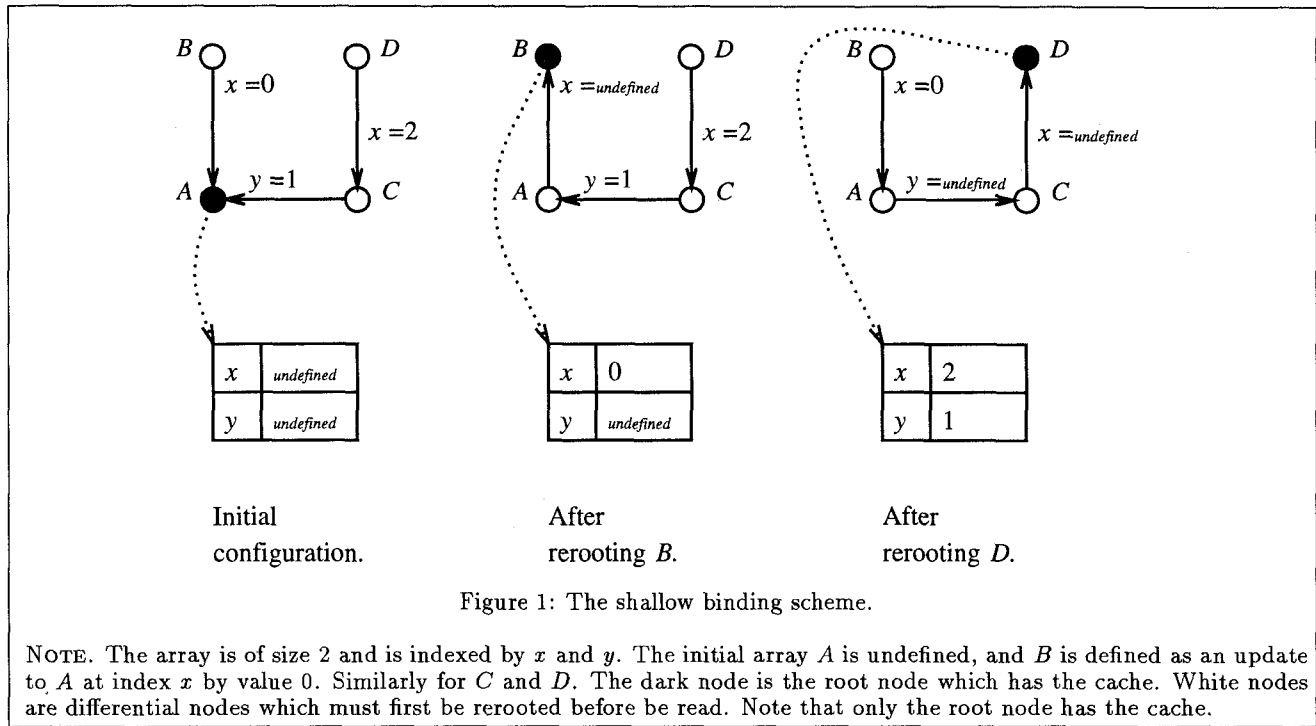 B D B D B D
x =0 x =undefined x =0
x =2 x =2 x =undefined
A y =1 C A y =1 C A y =undefined C
x undefined x 0 x 2
y undefined y undefined y 1
Initial After After
configuration. rerooting B. rerooting D.
Figure 1: The shallow binding scheme.
NOTE. The array is of size 2 and is indexed by x and y. The initial array A is undefined, and B is defined as an update
to A at index x by value 0. Similarly for C and D. The dark node is the root node which has the cache. White nodes
are differential nodes which must first be rerooted before be read. Note that only the root node has the cache.